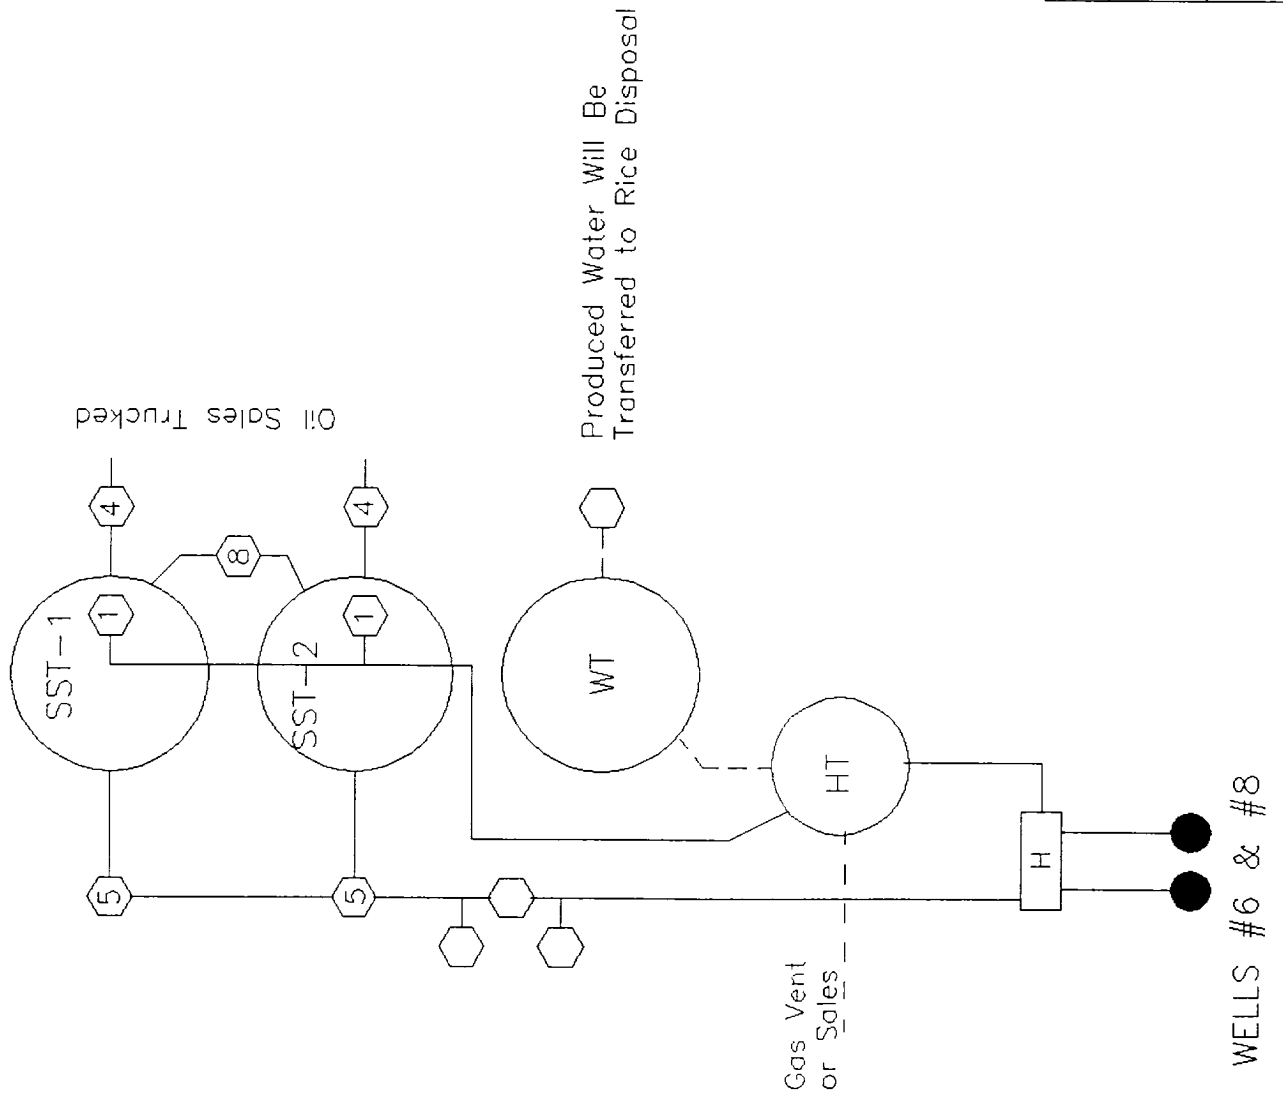 Oil Sales Trucked
4
4
8
1
1
SST-1
SST-2
5
5
WT
HT
Produced Water Will Be
Transferred to Rice Disposal
Gas Vent
or Sales
H
WELLS #6 & #8